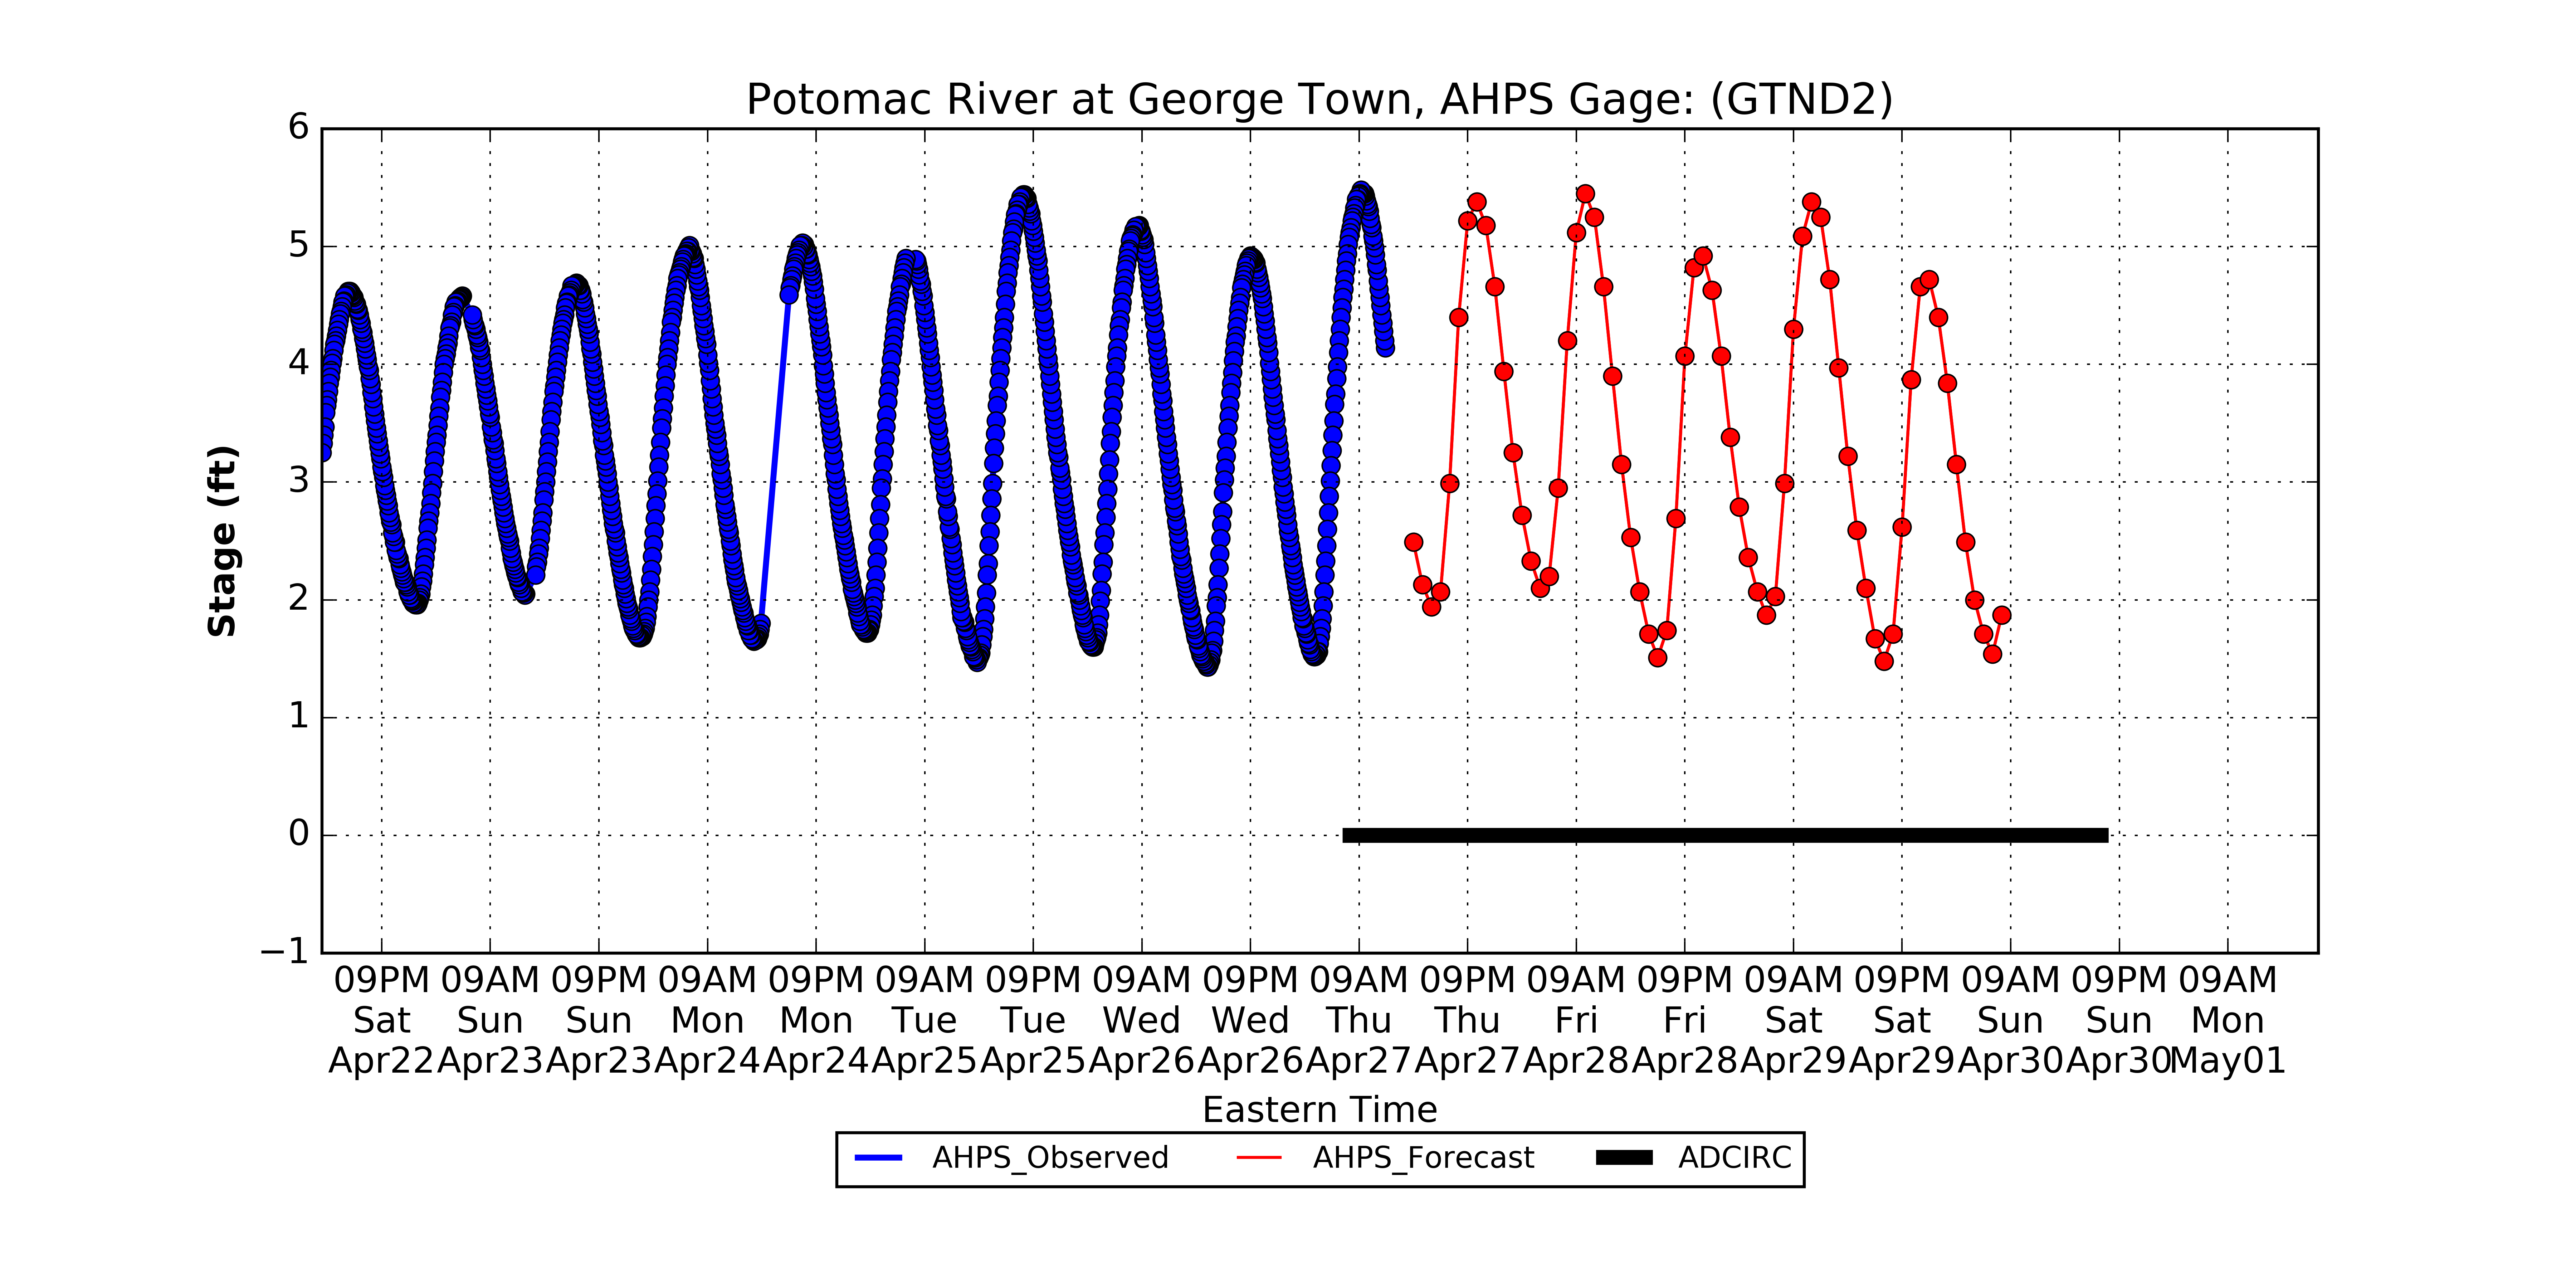 Potomac River at George Town, AHPS Gage: (GTND2)
6
5
4
3
2
1
0
−1
Stage (ft)
09PM 09AM 09PM 09AM 09PM 09AM 09PM 09AM 09PM 09AM 09PM 09AM 09PM 09AM 09PM 09AM 09PM 09AM
Sat Sun Sun Mon Mon Tue Tue Wed Wed Thu Thu Fri Fri Sat Sat Sun Sun Mon
Apr22 Apr23 Apr23 Apr24 Apr24 Apr25 Apr25 Apr26 Apr26 Apr27 Apr27 Apr28 Apr28 Apr29 Apr29 Apr30 Apr30 May01
Eastern Time
AHPS_Observed AHPS_Forecast ADCIRC